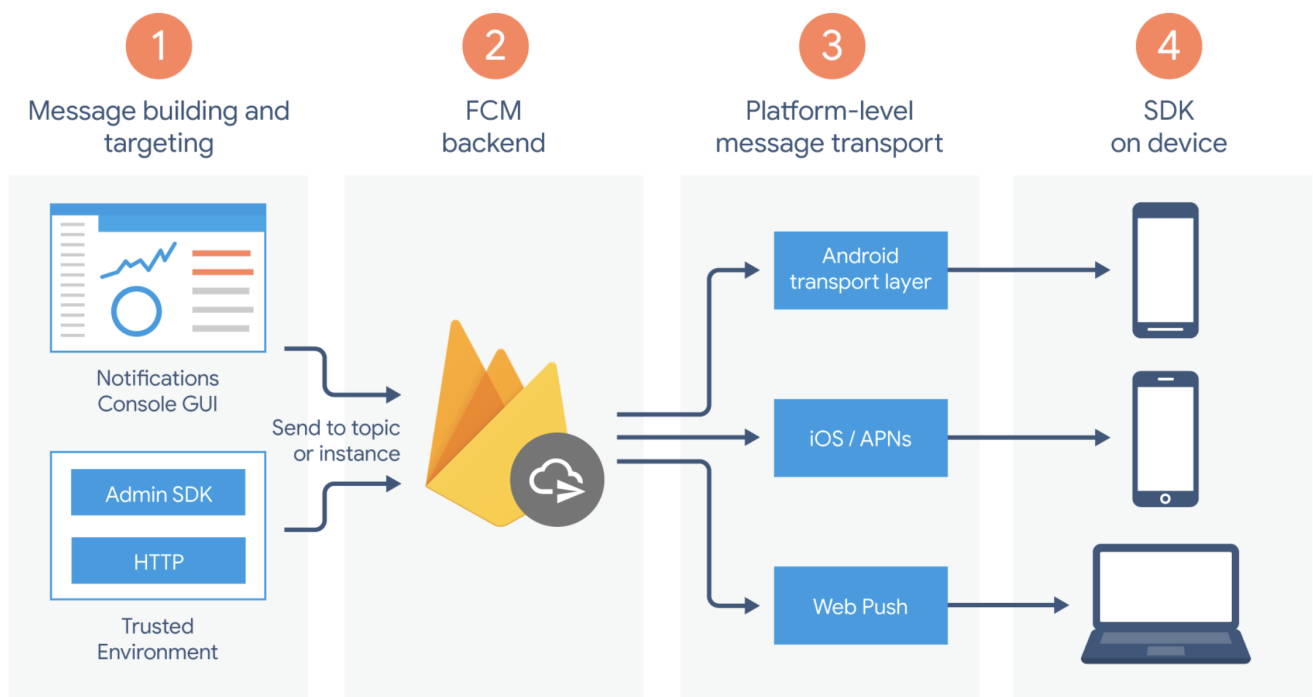 1
Message building and
targeting
2
FCM
backend
3
Platform-level
message transport
4
SDK
on device
Notifications
Console GUI
Send to topic
or instance
Admin SDK
HTTP
Trusted
Environment
Android
transport layer
iOS / APNs
Web Push